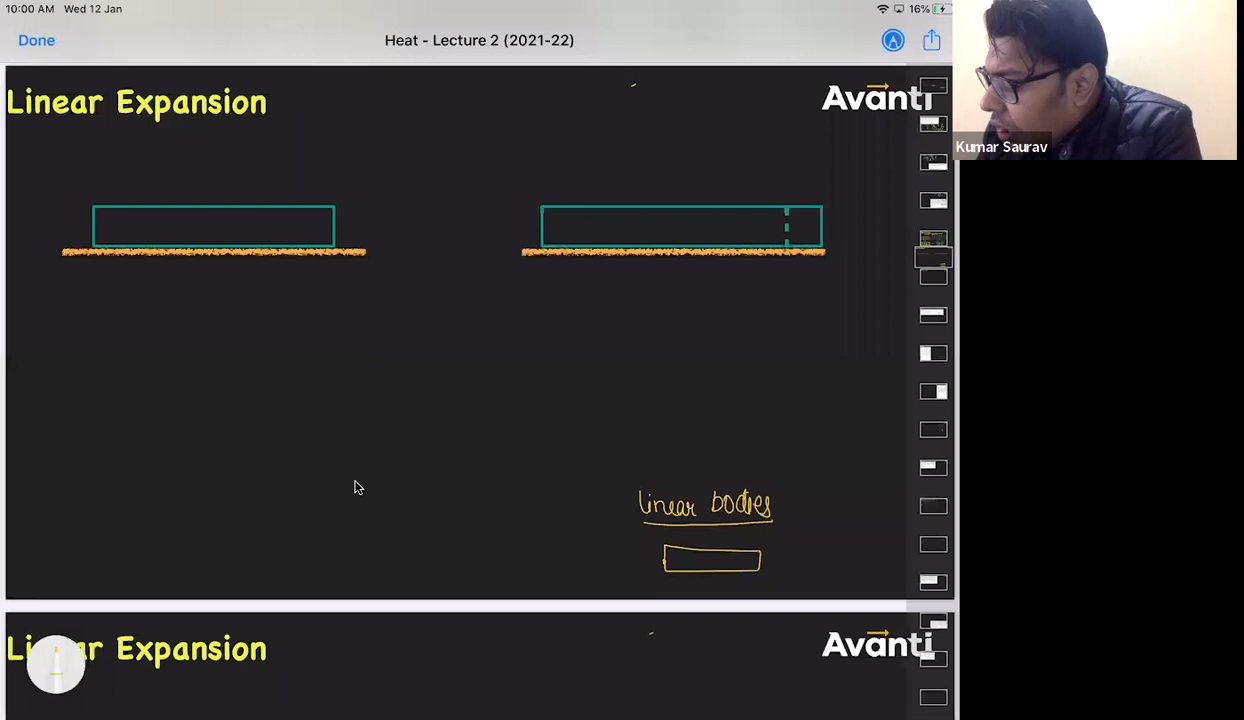 10:00 AM Wed 12 Jan
16%
Done
Heat - Lecture 2 (2021-22)
Linear Expansion
Avanti
Kumar Saurav
linear bodies
Linear Expansion
Avanti